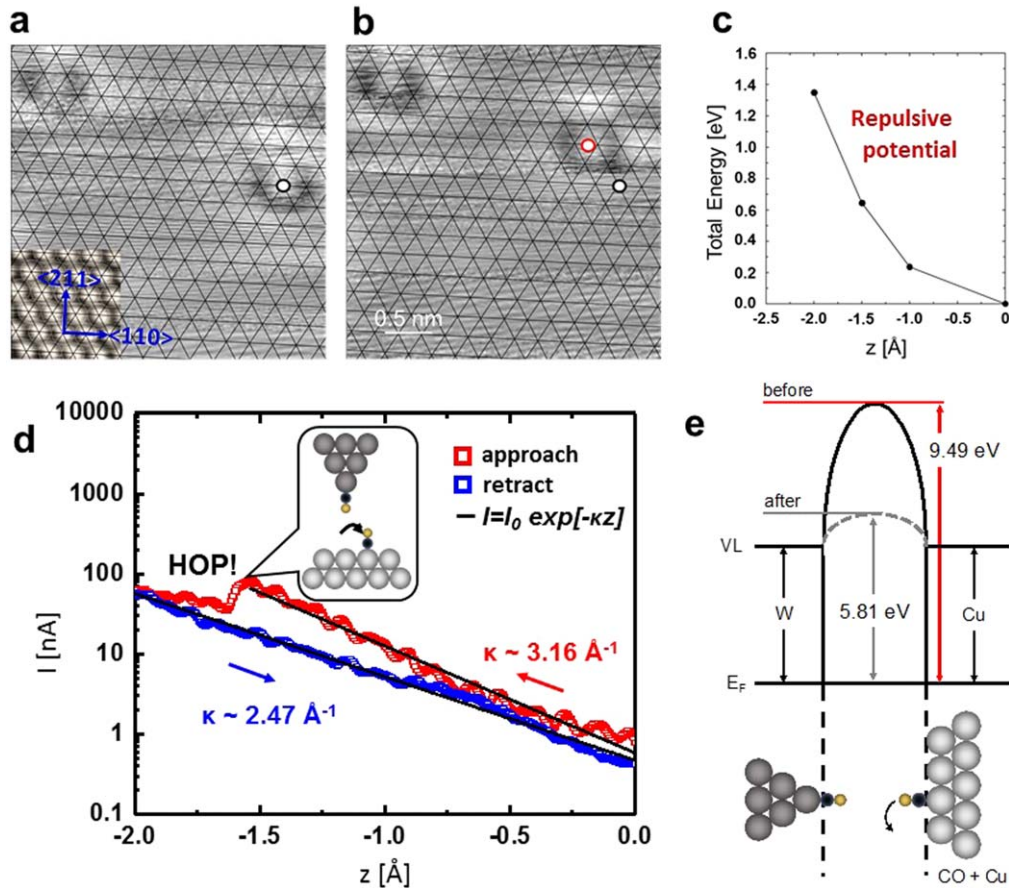 a
b
c
<211>
<110>
0.5 nm
1.6
1.4
1.2
1.0
0.8
0.6
0.4
0.2
0.0
Total Energy [eV]
Repulsive
potential
-2.5 -2.0 -1.5 -1.0 -0.5 0
z [Å]
d
10000
1000
100
10
1
0.1
I [nA]
approach
retract
I=I₀ exp[-κz]
HOP!
κ ~ 3.16 Å⁻¹
κ ~ 2.47 Å⁻¹
-2.0 -1.5 -1.0 -0.5 0.0
z [Å]
e
before
9.49 eV
after
VL
W
5.81 eV
Cu
E_F
CO + Cu